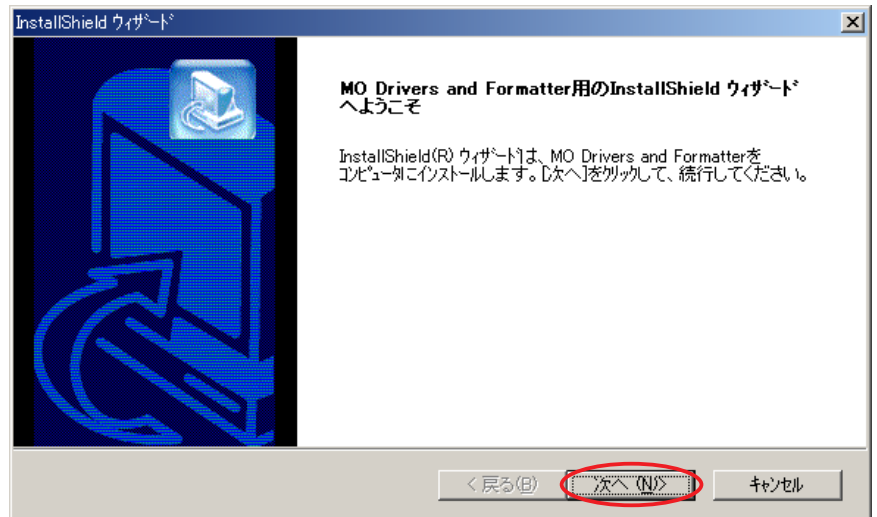 InstallShield ウィザード
MO Drivers and Formatter用のInstallShield ウィザード
へようこそ
InstallShield(R) ウィザードは、MO Drivers and Formatterを
コンピュータにインストールします。[次へ]をクリックして、続行してください。
< 戻る(B)
次へ (N)>
キャンセル